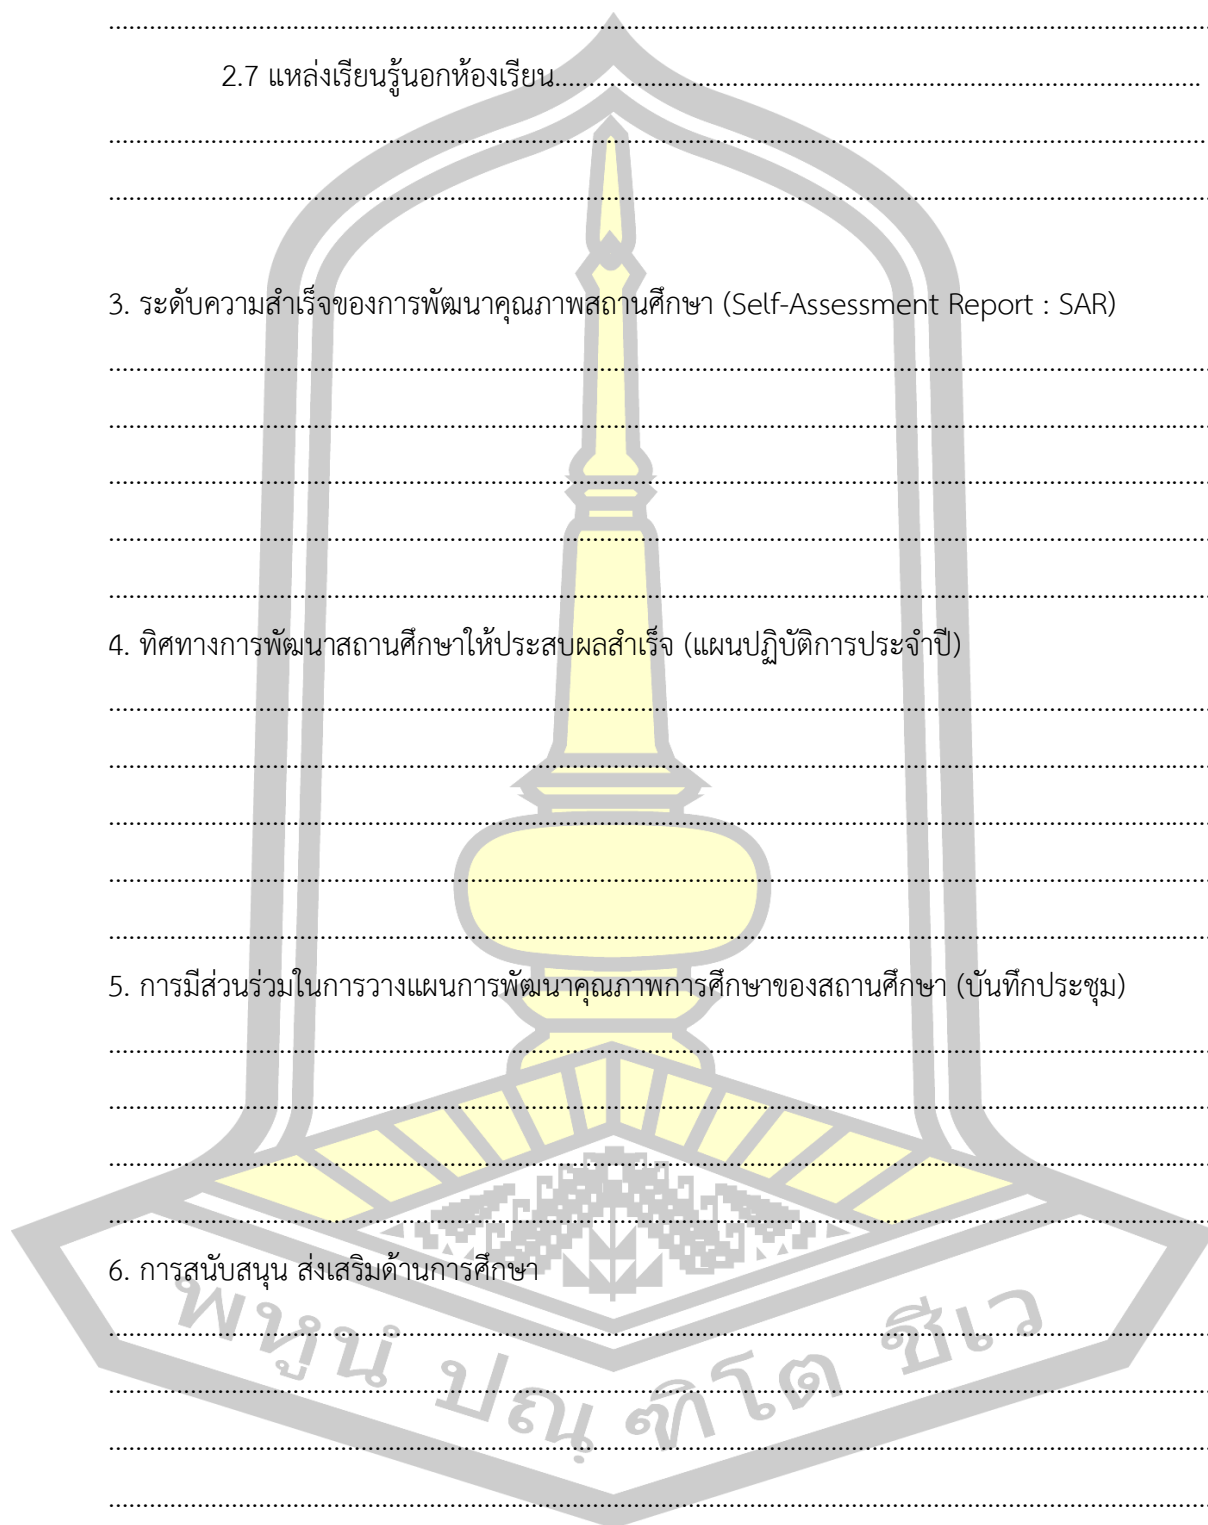 2.7 แหล่งเรียนรู้นอกห้องเรียน
3. ระดับความสำเร็จของการพัฒนาคุณภาพสถานศึกษา (Self-Assessment Report : SAR)
4. ทิศทางการพัฒนาสถานศึกษาให้ประสบผลสำเร็จ (แผนปฏิบัติการประจำปี)
5. การมีส่วนร่วมในการวางแผนการพัฒนาคุณภาพการศึกษาของสถานศึกษา (บันทึกประชุม)
6. การสนับสนุน ส่งเสริมด้านการศึกษา
พหูนํ ปณฺฑิโต ชีเว